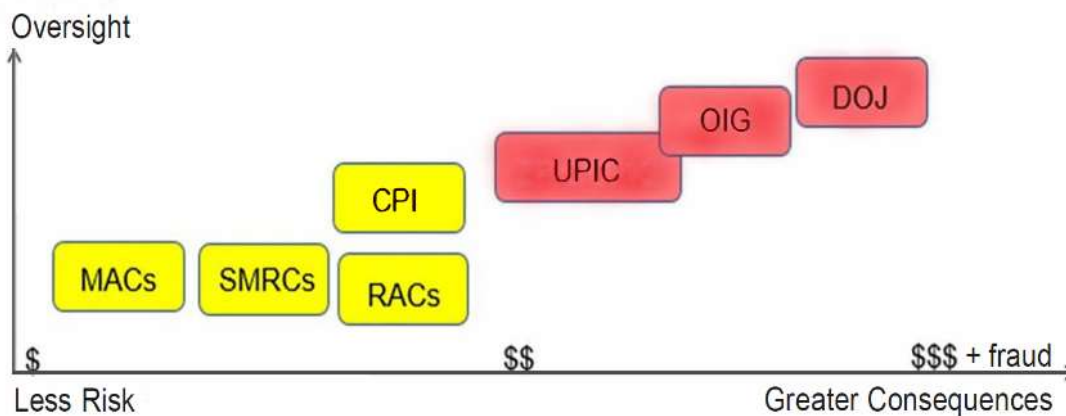 Oversight
DOJ
OIG
UPIC
CPI
MACs
SMRCs
RACs
$ $$ $$$ + fraud
Less Risk Greater Consequences